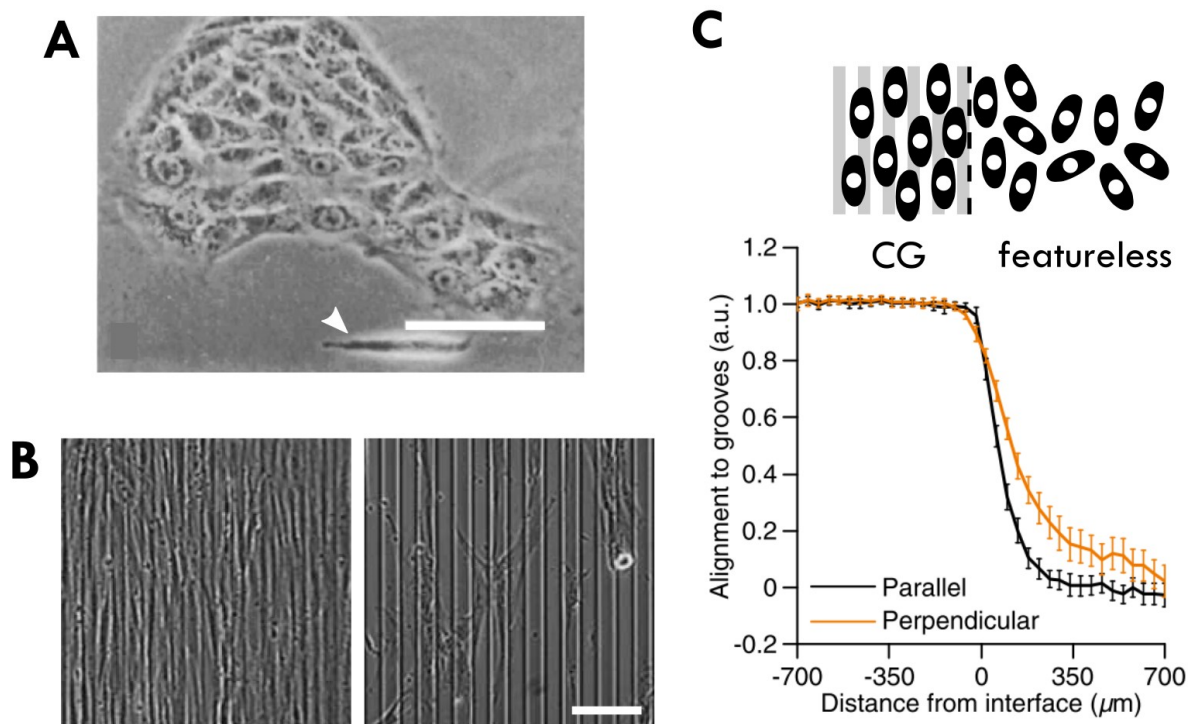 A
B
C
CG featureless
1.2
1.0
0.8
0.6
0.4
0.2
0
-0.2
Alignment to grooves (a.u.)
Parallel
Perpendicular
-700 -350 0 350 700
Distance from interface (µm)